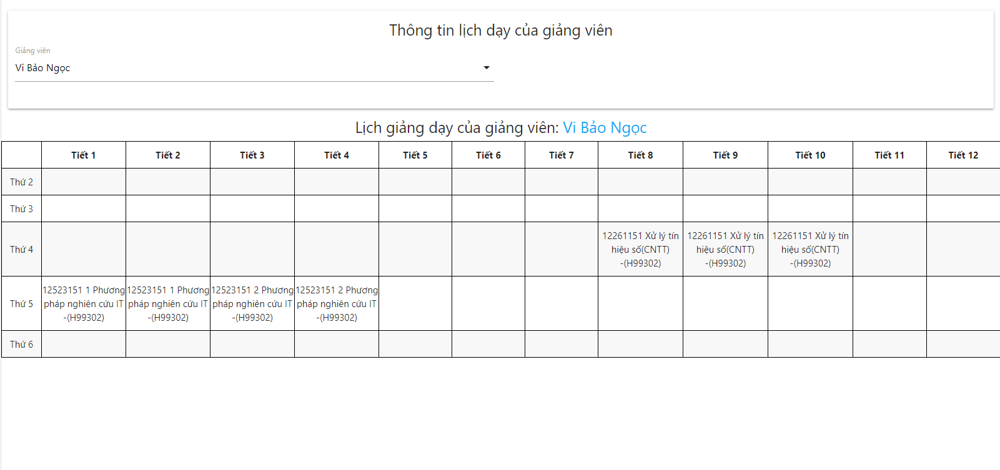 Thông tin lịch dạy của giảng viên
Giảng viên
Vi Bảo Ngọc
Lịch giảng dạy của giảng viên: Vi Bảo Ngọc
Tiết 1 Tiết 2 Tiết 3 Tiết 4 Tiết 5 Tiết 6 Tiết 7 Tiết 8 Tiết 9 Tiết 10 Tiết 11 Tiết 12
Thứ 2
Thứ 3
Thứ 4
12261151 Xử lý tín
hiệu số(CNTT)
-(H99302)
12261151 Xử lý tín
hiệu số(CNTT)
-(H99302)
12261151 Xử lý tín
hiệu số(CNTT)
-(H99302)
Thứ 5
12523151 1 Phương
pháp nghiên cứu IT
-(H99302)
12523151 1 Phương
pháp nghiên cứu IT
-(H99302)
12523151 2 Phương
pháp nghiên cứu IT
-(H99302)
12523151 2 Phương
pháp nghiên cứu IT
-(H99302)
Thứ 6